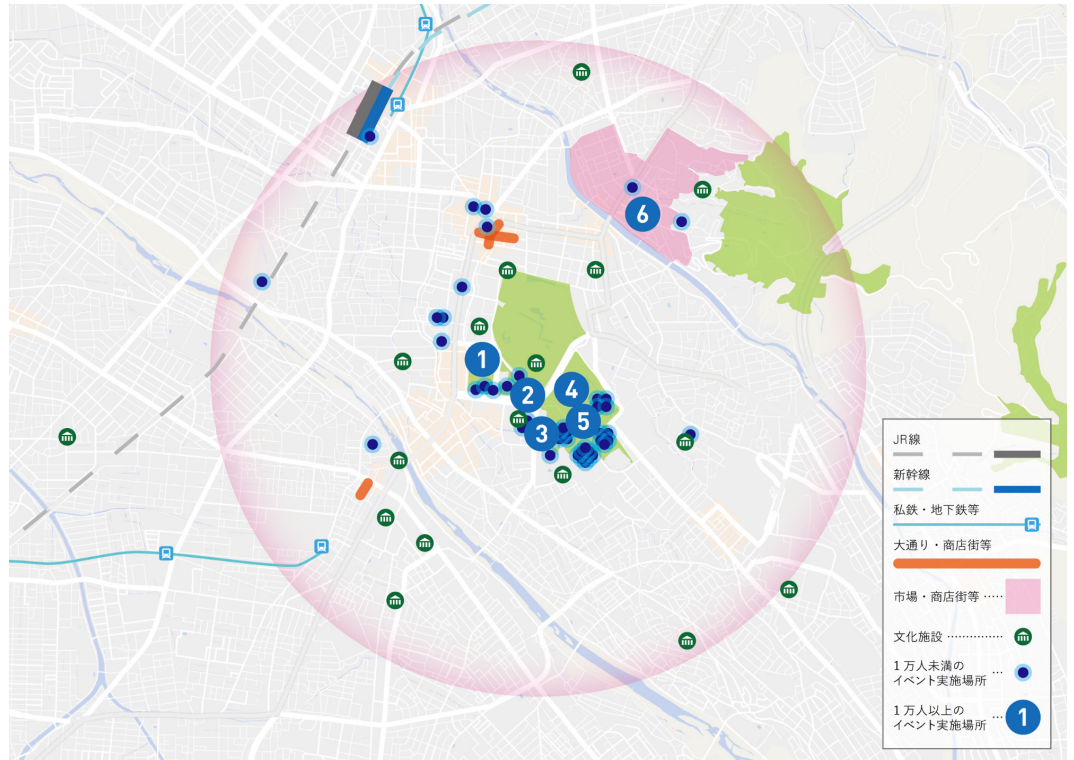 6
1
2
4
3
5
JR線
新幹線
私鉄・地下鉄等
大通り・商店街等
市場・商店街等 ……
文化施設 ……………
1万人未満の
イベント実施場所 …
1万人以上の
イベント実施場所 … 1